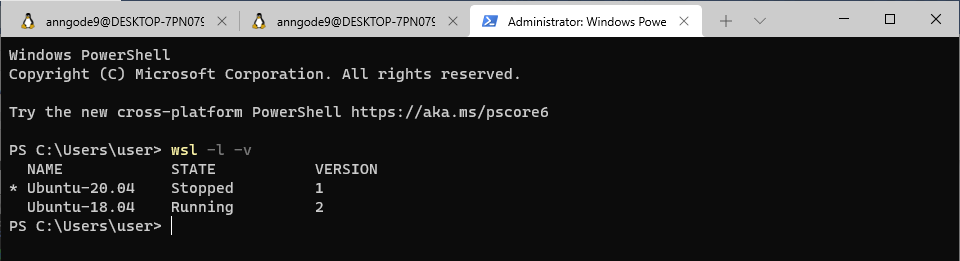 anngode9@DESKTOP-7PN079
anngode9@DESKTOP-7PN079
Administrator: Windows Powe
Windows PowerShell
Copyright (C) Microsoft Corporation. All rights reserved.
Try the new cross-platform PowerShell https://aka.ms/pscore6
PS C:\Users\user> wsl -l -v
NAME STATE VERSION
* Ubuntu-20.04 Stopped 1
Ubuntu-18.04 Running 2
PS C:\Users\user>